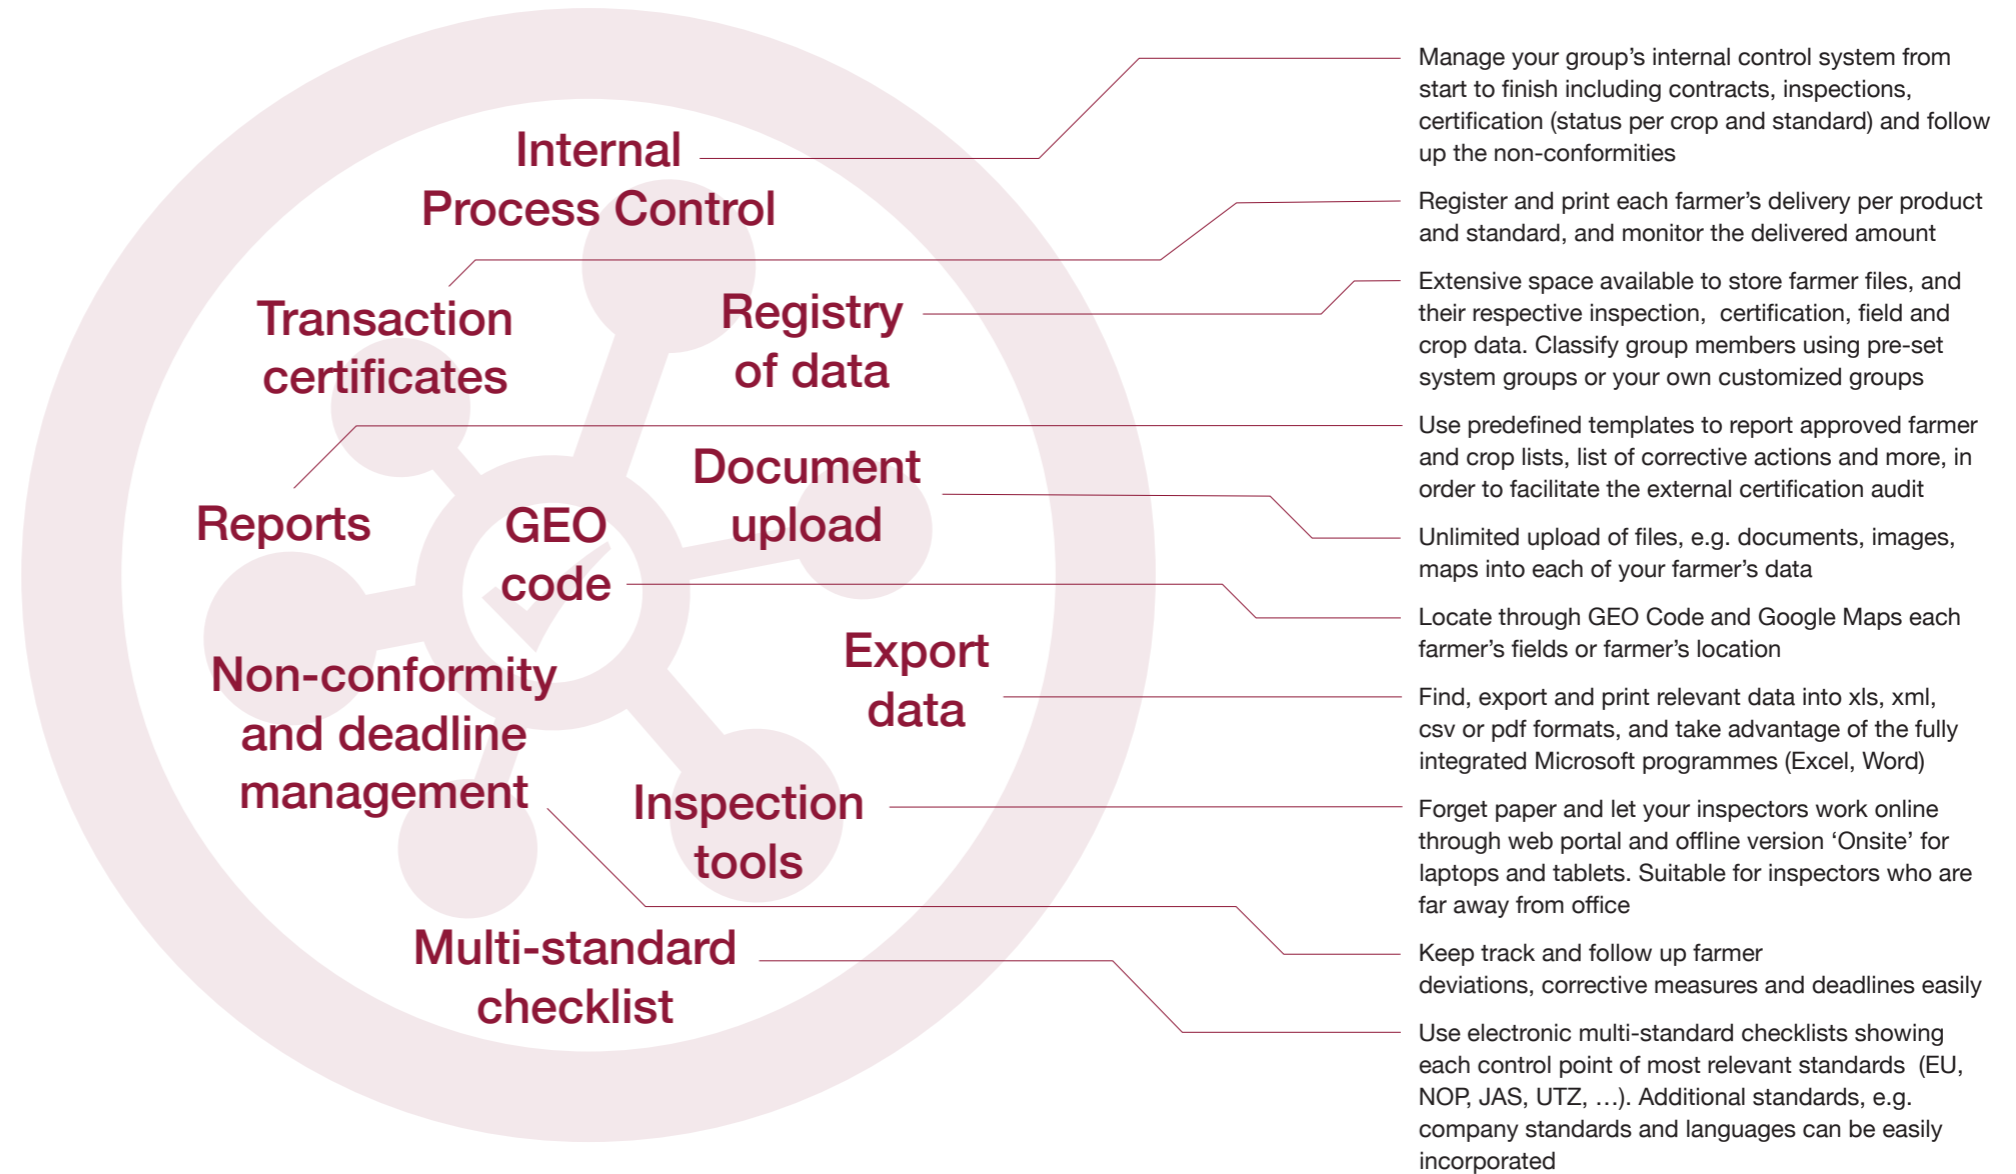 Internal
Process Control
Transaction
certificates
Registry
of data
Reports
GEO
code
Document
upload
Non-conformity
and deadline
management
Export
data
Inspection
tools
Multi-standard
checklist
Manage your group’s internal control system from
start to finish including contracts, inspections,
certification (status per crop and standard) and follow
up the non-conformities
Register and print each farmer’s delivery per product
and standard, and monitor the delivered amount
Extensive space available to store farmer files, and
their respective inspection,  certification, field and
crop data. Classify group members using pre-set
system groups or your own customized groups
Use predefined templates to report approved farmer
and crop lists, list of corrective actions and more, in
order to facilitate the external certification audit
Unlimited upload of files, e.g. documents, images,
maps into each of your farmer’s data
Locate through GEO Code and Google Maps each
farmer’s fields or farmer’s location
Find, export and print relevant data into xls, xml,
csv or pdf formats, and take advantage of the fully
integrated Microsoft programmes (Excel, Word)
Forget paper and let your inspectors work online
through web portal and offline version ‘Onsite’ for
laptops and tablets. Suitable for inspectors who are
far away from office
Keep track and follow up farmer
deviations, corrective measures and deadlines easily
Use electronic multi-standard checklists showing
each control point of most relevant standards  (EU,
NOP, JAS, UTZ, …). Additional standards, e.g.
company standards and languages can be easily
incorporated